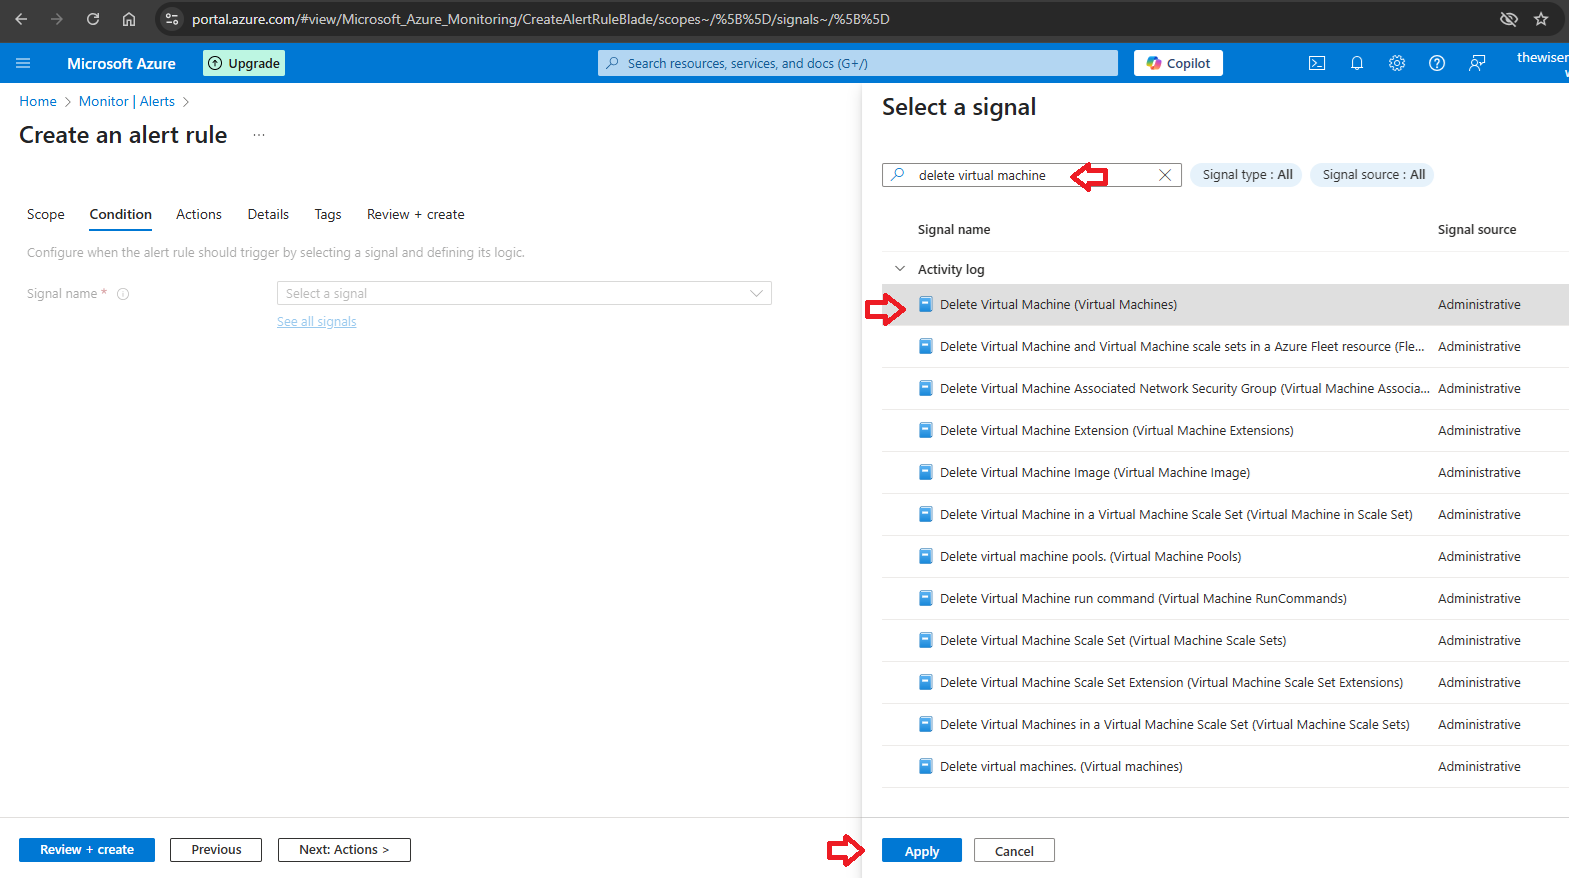 portal.azure.com/#view/Microsoft_Azure_Monitoring/CreateAlertRuleBlade/scopes~/%5B%5D/signals~/%5B%5D
Microsoft Azure
Upgrade
Search resources, services, and docs (G+/)
Copilot
thewiser
Home > Monitor | Alerts >
Create an alert rule ...
Scope Condition Actions Details Tags Review + create
Configure when the alert rule should trigger by selecting a signal and defining its logic.
Signal name *
Select a signal
See all signals
Review + create
Previous
Next: Actions >
Select a signal
delete virtual machine
Signal type : All
Signal source : All
Signal name Signal source
Activity log
Delete Virtual Machine (Virtual Machines) Administrative
Delete Virtual Machine and Virtual Machine scale sets in a Azure Fleet resource (Fle... Administrative
Delete Virtual Machine Associated Network Security Group (Virtual Machine Associa... Administrative
Delete Virtual Machine Extension (Virtual Machine Extensions) Administrative
Delete Virtual Machine Image (Virtual Machine Image) Administrative
Delete Virtual Machine in a Virtual Machine Scale Set (Virtual Machine in Scale Set) Administrative
Delete virtual machine pools. (Virtual Machine Pools) Administrative
Delete Virtual Machine run command (Virtual Machine RunCommands) Administrative
Delete Virtual Machine Scale Set (Virtual Machine Scale Sets) Administrative
Delete Virtual Machine Scale Set Extension (Virtual Machine Scale Set Extensions) Administrative
Delete Virtual Machines in a Virtual Machine Scale Set (Virtual Machine Scale Sets) Administrative
Delete virtual machines. (Virtual machines) Administrative
Apply
Cancel